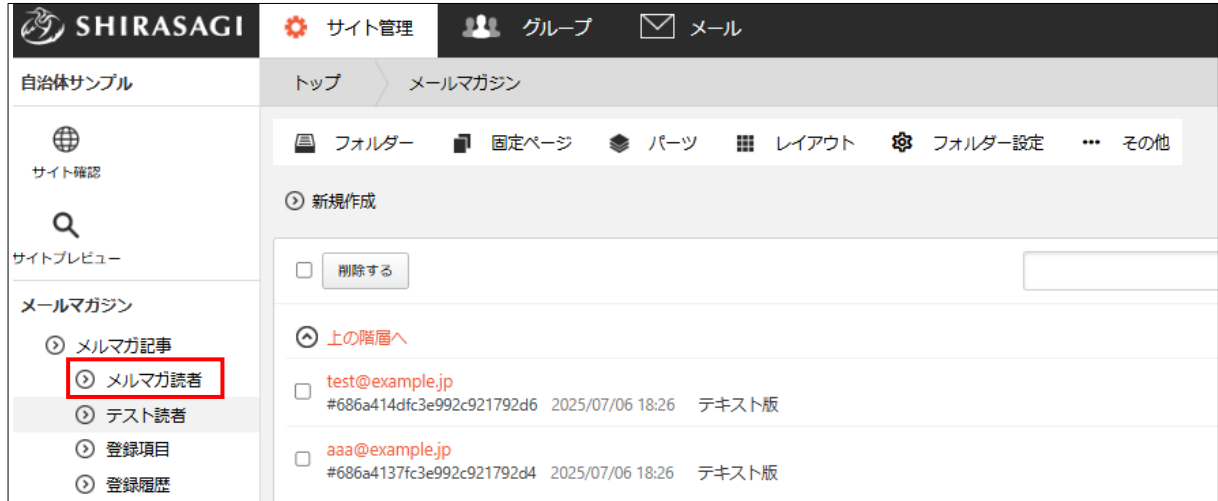 SHIRASAGI サイト管理 グループ メール
自治体サンプル
トップ メールマガジン
サイト確認
サイトプレビュー
メールマガジン
メルマガ記事
メルマガ読者
テスト読者
登録項目
登録履歴
フォルダー 固定ページ パーツ レイアウト フォルダー設定 ••• その他
新規作成
削除する
上の階層へ
test@example.jp
#686a414dfc3e992c921792d6 2025/07/06 18:26 テキスト版
aaa@example.jp
#686a4137fc3e992c921792d4 2025/07/06 18:26 テキスト版